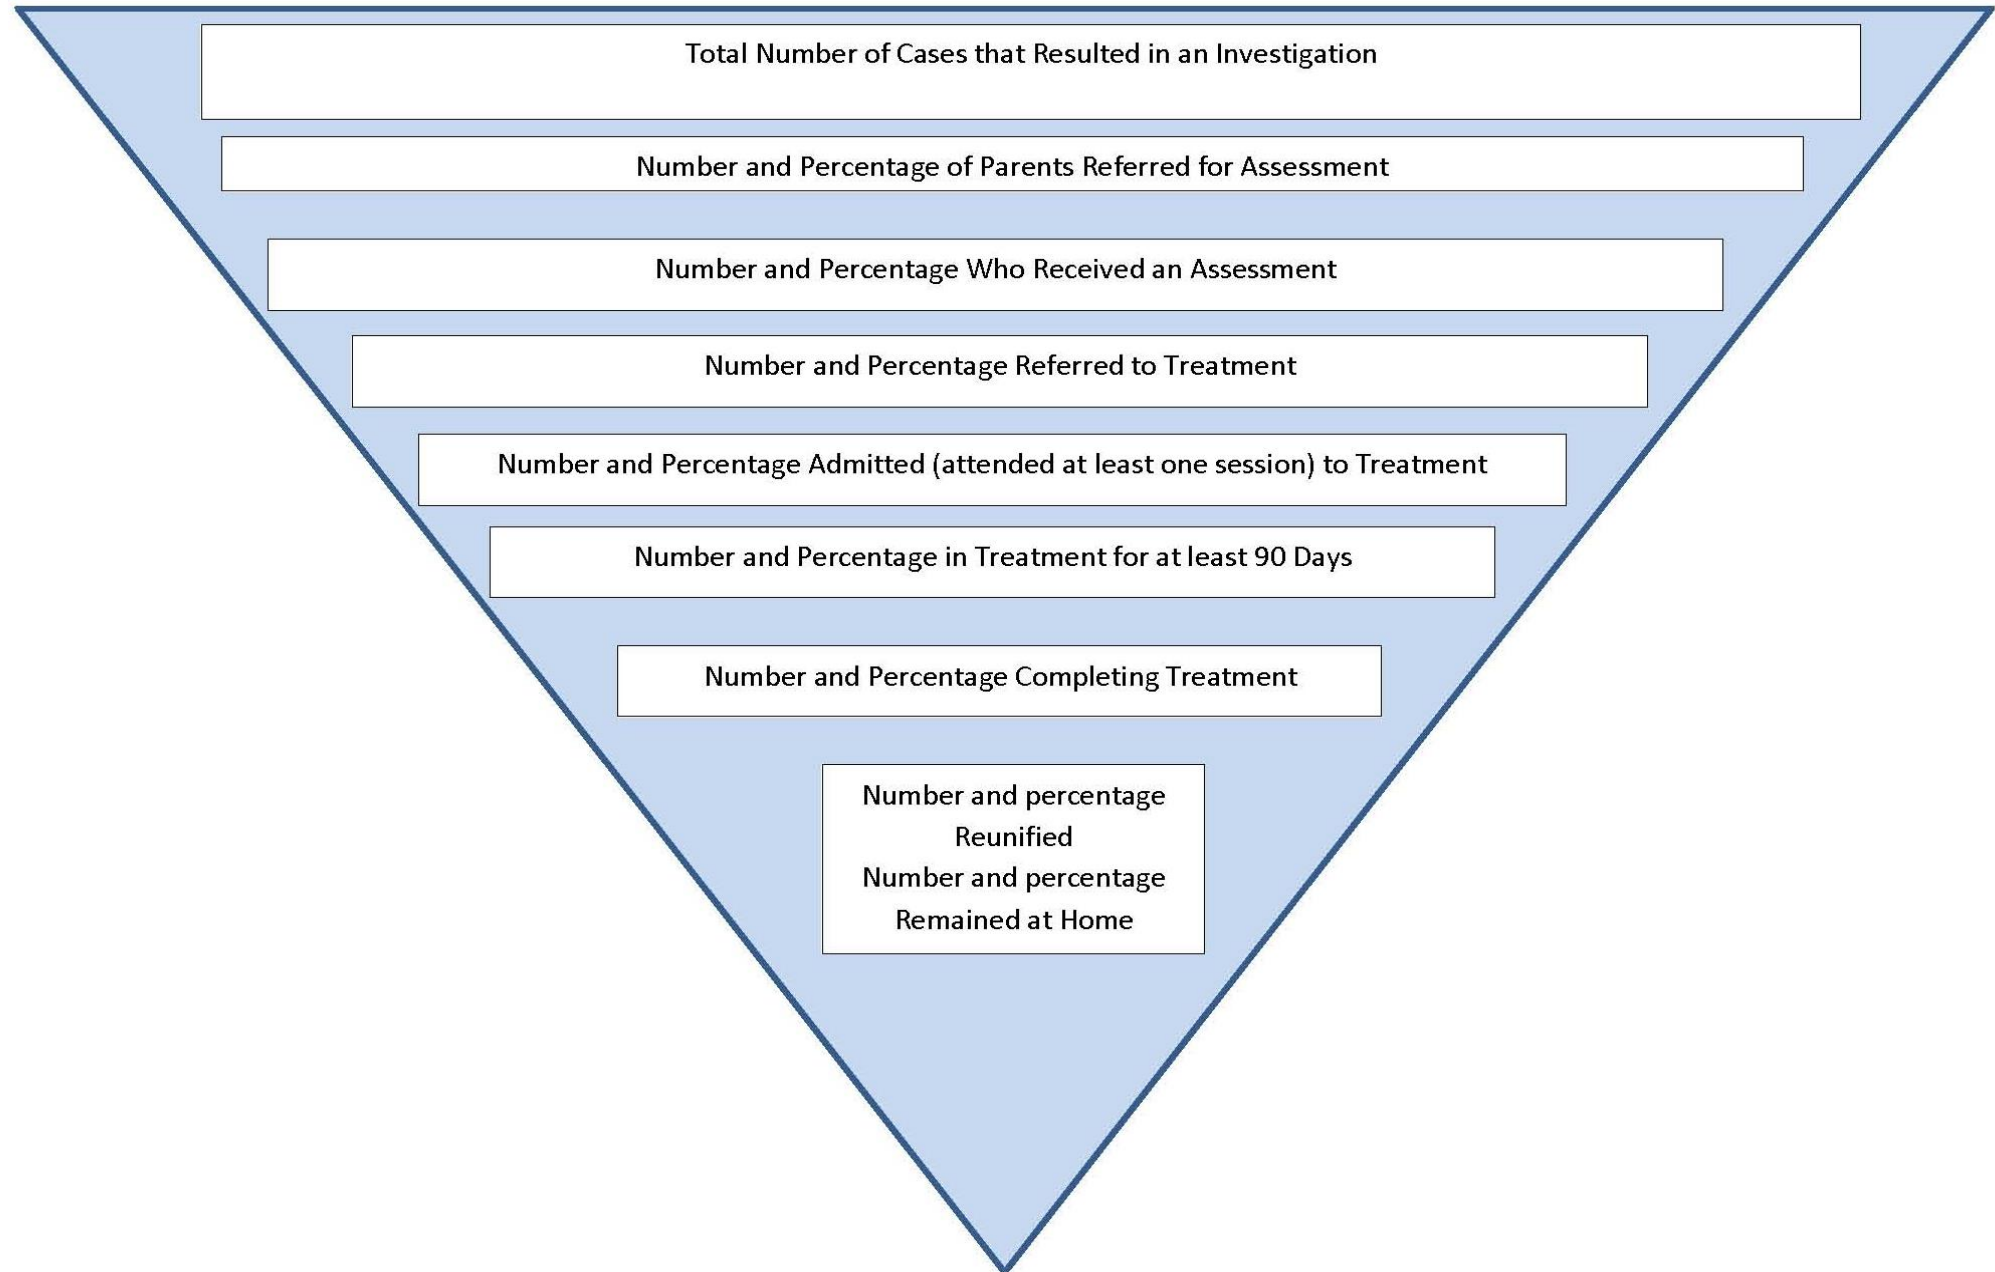 Total Number of Cases that Resulted in an Investigation
Number and Percentage of Parents Referred for Assessment
Number and Percentage Who Received an Assessment
Number and Percentage Referred to Treatment
Number and Percentage Admitted (attended at least one session) to Treatment
Number and Percentage in Treatment for at least 90 Days
Number and Percentage Completing Treatment
Number and percentage
Reunified
Number and percentage
Remained at Home